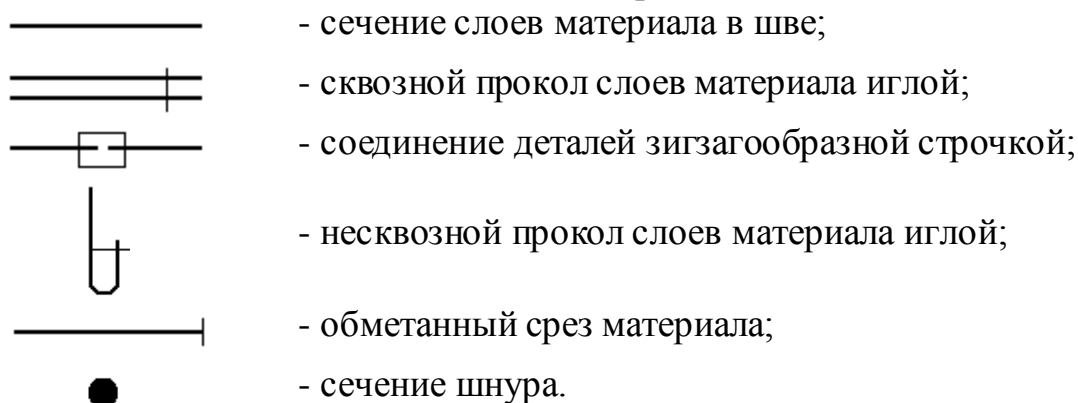 - сечение слоев материала в шве;
- сквозной прокол слоев материала иглой;
- соединение деталей зигзагообразной строчкой;
- несквозной прокол слоев материала иглой;
- обметанный срез материала;
- сечение шнура.